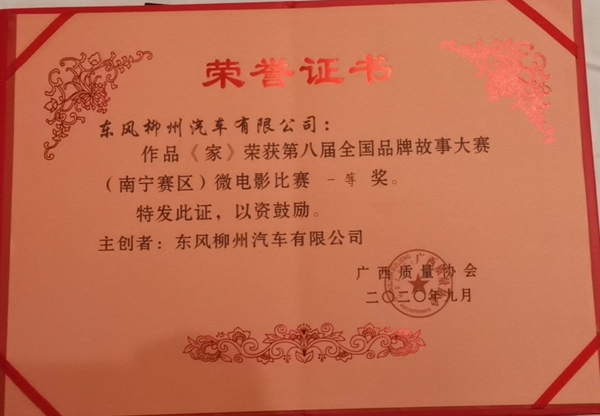 荣誉证书
东风柳州汽车有限公司：
作品《家》荣获第八届全国品牌故事大赛
（南宁赛区）微电影比赛 一等 奖。
特发此证，以资鼓励。
主创者：东风柳州汽车有限公司
广西质量协会
二〇二〇年九月